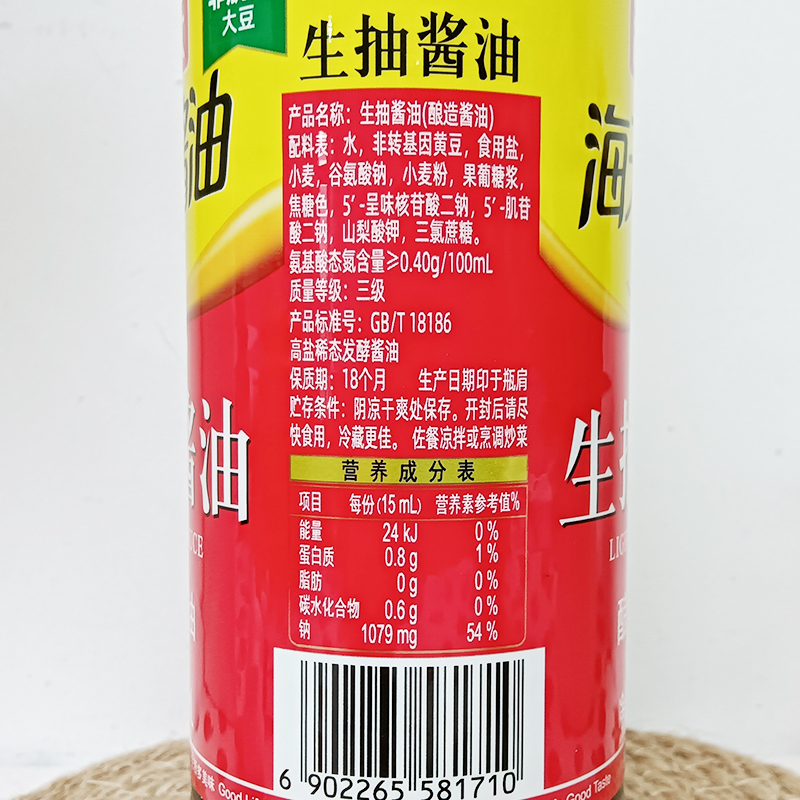 大豆
生抽酱油
油
海
产品名称：生抽酱油(酿造酱油)
配料表：水，非转基因黄豆，食用盐，
小麦，谷氨酸钠，小麦粉，果葡糖浆，
焦糖色，5′-呈味核苷酸二钠，5′-肌苷
酸二钠，山梨酸钾，三氯蔗糖。
氨基酸态氮含量≥0.40g/100mL
质量等级：三级
产品标准号：GB/T 18186
高盐稀态发酵酱油
保质期：18个月 生产日期印于瓶肩
贮存条件：阴凉干爽处保存。开封后请尽
快食用，冷藏更佳。 佐餐凉拌或烹调炒菜
酱油
生抽
营养成分表
项目 每份(15 mL) 营养素参考值%
能量 24 kJ 0 %
蛋白质 0.8 g 1 %
脂肪 0 g 0 %
碳水化合物 0.6 g 0 %
钠 1079 mg 54 %
油
6 902265 581710
多美味 Good
Good Taste